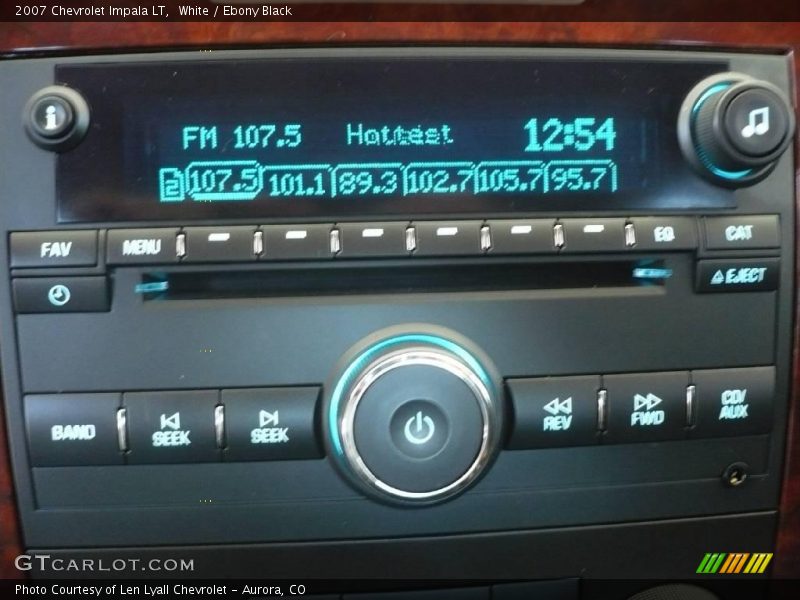 2007 Chevrolet Impala LT, White / Ebony Black
i
FM 107.5 Hottest 12:54
2 107.5 101.1 89.3 102.7 105.7 95.7
FAV MENU EQ CAT
EJECT
BAND SEEK SEEK REV FWD CD/AUX
GTCARLOT.COM
Photo Courtesy of Len Lyall Chevrolet - Aurora, CO